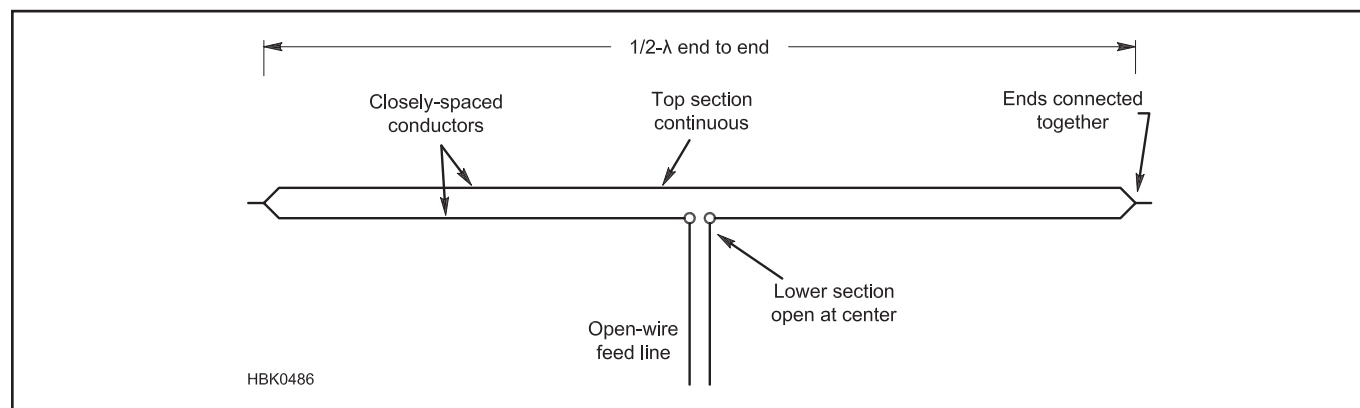 1/2-λ end to end
Closely-spaced
conductors
Top section
continuous
Ends connected
together
Lower section
open at center
Open-wire
feed line
HBK0486